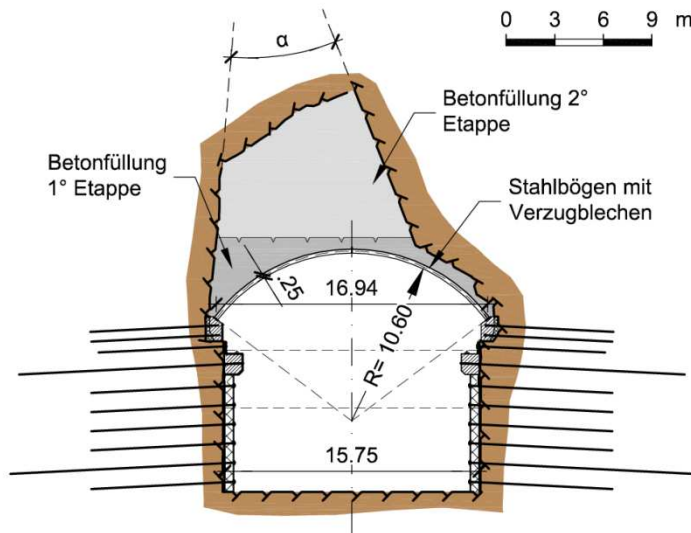 0 3 6 9 m
α
Betonfüllung 2°
Etappe
Betonfüllung
1° Etappe
Stahlbögen mit
Verzugblechen
.25
16.94
R= 10.60
15.75